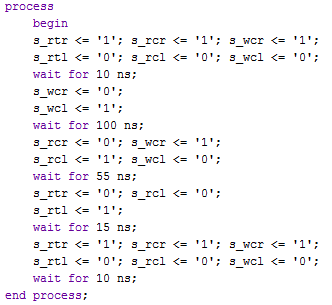 process
begin
s_rtr <= '1'; s_rcr <= '1'; s_wcr <= '1';
s_rtl <= '0'; s_rcl <= '0'; s_wcl <= '0';
wait for 10 ns;
s_wcr <= '0';
s_wcl <= '1';
wait for 100 ns;
s_rcr <= '0'; s_wcr <= '1';
s_rcl <= '1'; s_wcl <= '0';
wait for 55 ns;
s_rtr <= '0'; s_rcl <= '0';
s_rtl <= '1';
wait for 15 ns;
s_rtr <= '1'; s_rcr <= '1'; s_wcr <= '1';
s_rtl <= '0'; s_rcl <= '0'; s_wcl <= '0';
wait for 10 ns;
end process;